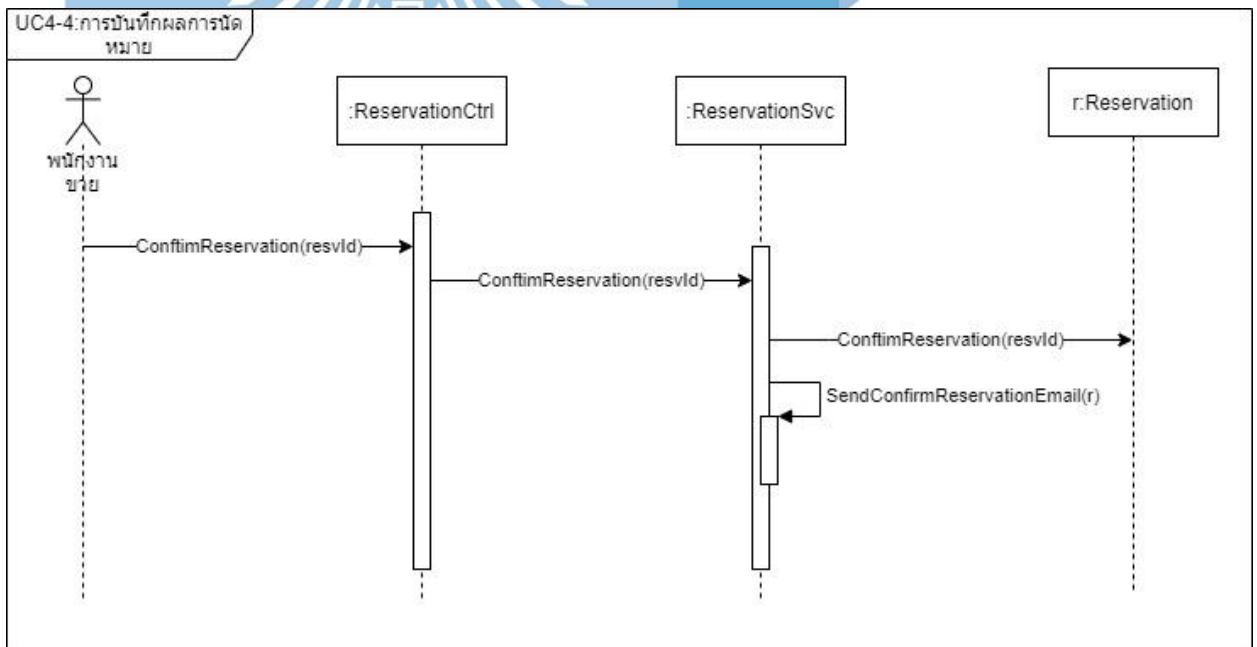 UC4-4:การบันทึกผลการนัด
หมาย
:ReservationCtrl
:ReservationSvc
r:Reservation
พนักงาน
ขาย
ConftimReservation(resvId)
ConftimReservation(resvId)
ConftimReservation(resvId)
SendConfirmReservationEmail(r)